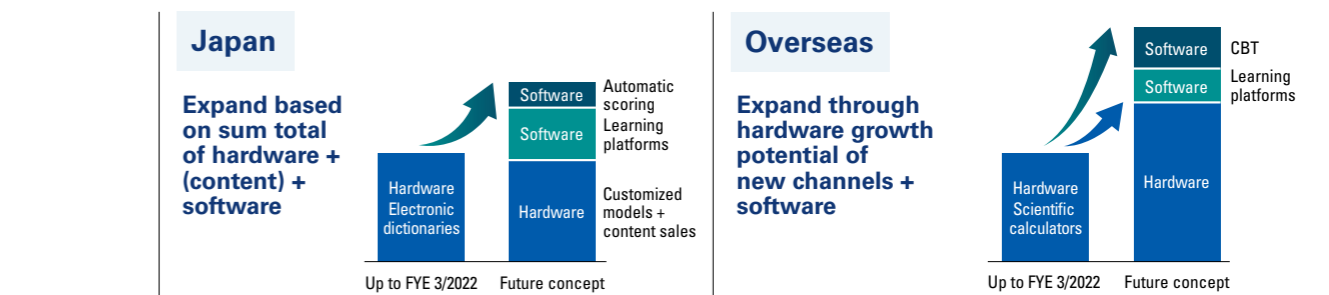 Japan
Expand based
on sum total
of hardware +
(content) +
software
Hardware
Electronic
dictionaries
Up to FYE 3/2022
Software
Automatic
scoring
Software
Learning
platforms
Hardware
Customized
models +
content sales
Future concept
Overseas
Expand through
hardware growth
potential of
new channels +
software
Hardware
Scientific
calculators
Up to FYE 3/2022
Software
CBT
Software
Learning
platforms
Hardware
Future concept